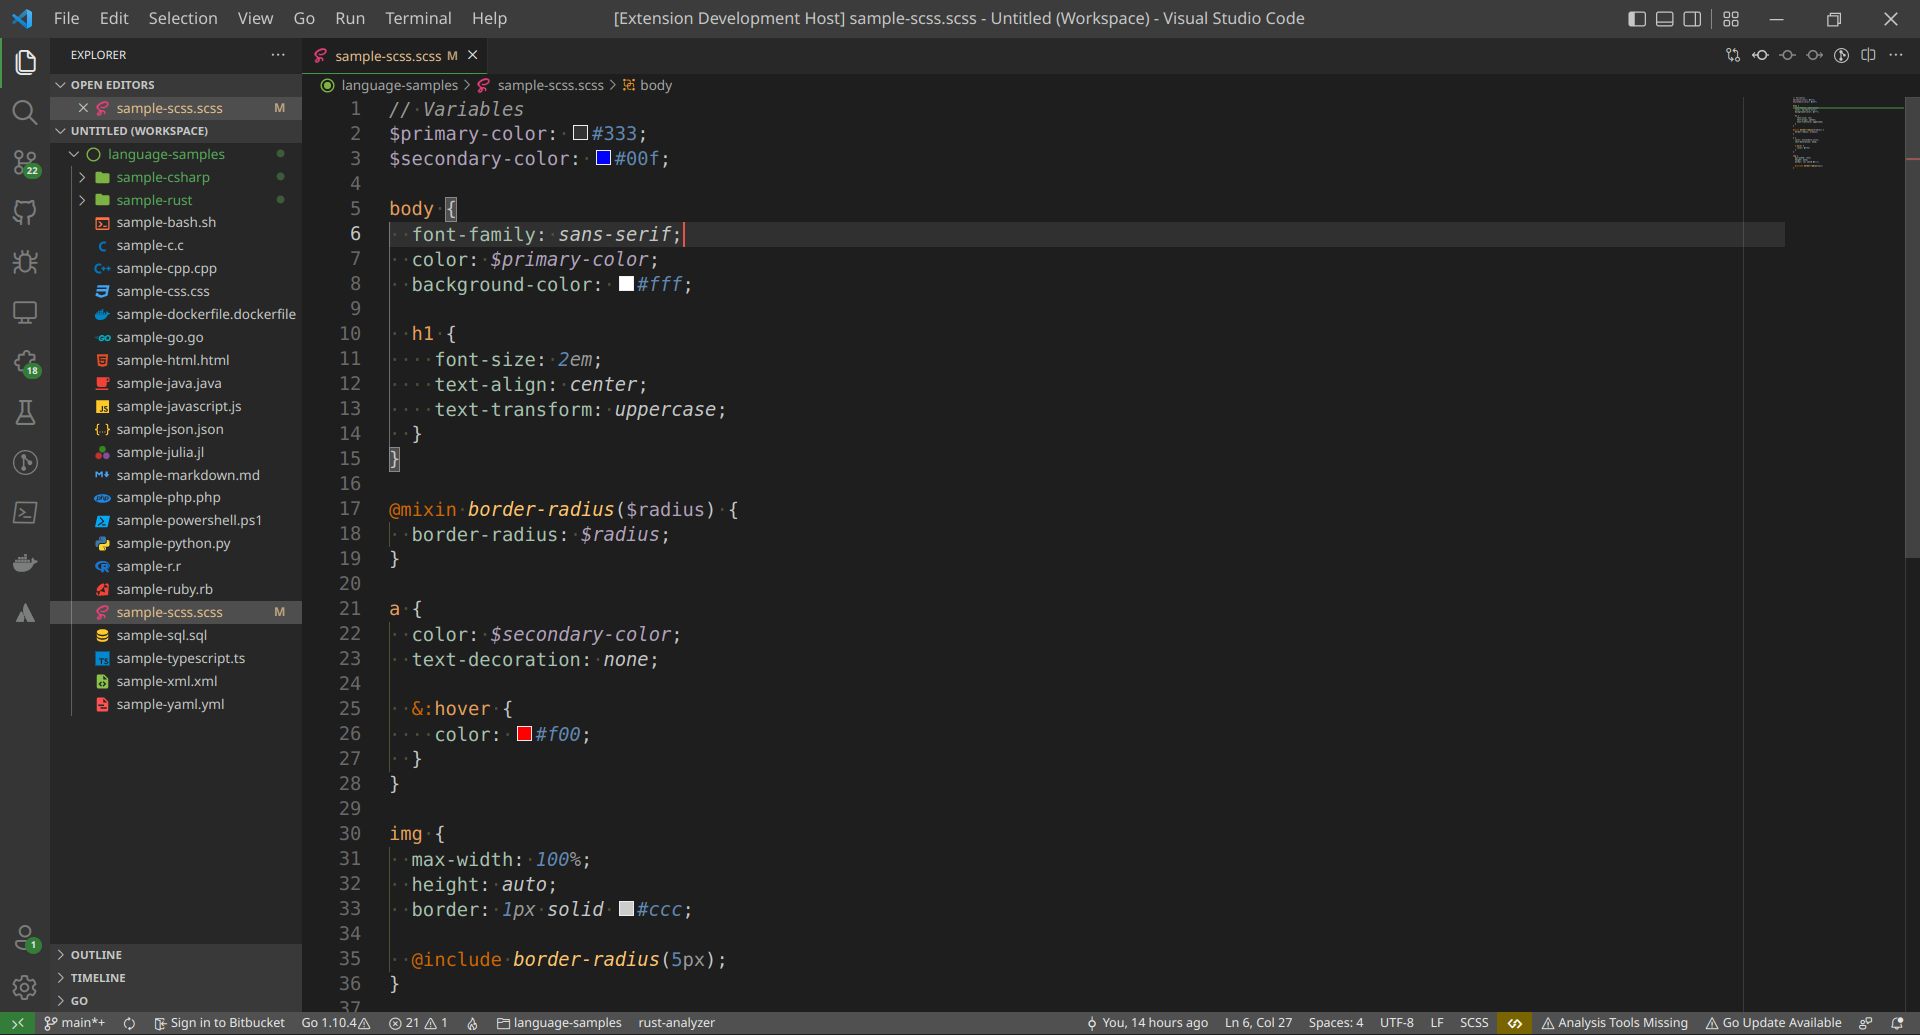 File Edit Selection View Go Run Terminal Help
[Extension Development Host] sample-scss.scss - Untitled (Workspace) - Visual Studio Code
EXPLORER
OPEN EDITORS
sample-scss.scss M
UNTITLED (WORKSPACE)
language-samples
sample-csharp
sample-rust
sample-bash.sh
sample-c.c
sample-cpp.cpp
sample-css.css
sample-dockerfile.dockerfile
sample-go.go
sample-html.html
sample-java.java
sample-javascript.js
sample-json.json
sample-julia.jl
sample-markdown.md
sample-php.php
sample-powershell.ps1
sample-python.py
sample-r.r
sample-ruby.rb
sample-scss.scss M
sample-sql.sql
sample-typescript.ts
sample-xml.xml
sample-yaml.yml
OUTLINE
TIMELINE
GO
22
18
1
sample-scss.scss M
language-samples > sample-scss.scss > body
1 // Variables
2 $primary-color: #333;
3 $secondary-color: #00f;
4
5 body {
6 font-family: sans-serif;
7 color: $primary-color;
8 background-color: #fff;
9
10 h1 {
11 font-size: 2em;
12 text-align: center;
13 text-transform: uppercase;
14 }
15 }
16
17 @mixin border-radius($radius) {
18 border-radius: $radius;
19 }
20
21 a {
22 color: $secondary-color;
23 text-decoration: none;
24
25 &:hover {
26 color: #f00;
27 }
28 }
29
30 img {
31 max-width: 100%;
32 height: auto;
33 border: 1px solid #ccc;
34
35 @include border-radius(5px);
36 }
37
main*+ Sign in to Bitbucket Go 1.10.4 21 1 language-samples rust-analyzer You, 14 hours ago Ln 6, Col 27 Spaces: 4 UTF-8 LF SCSS Analysis Tools Missing Go Update Available